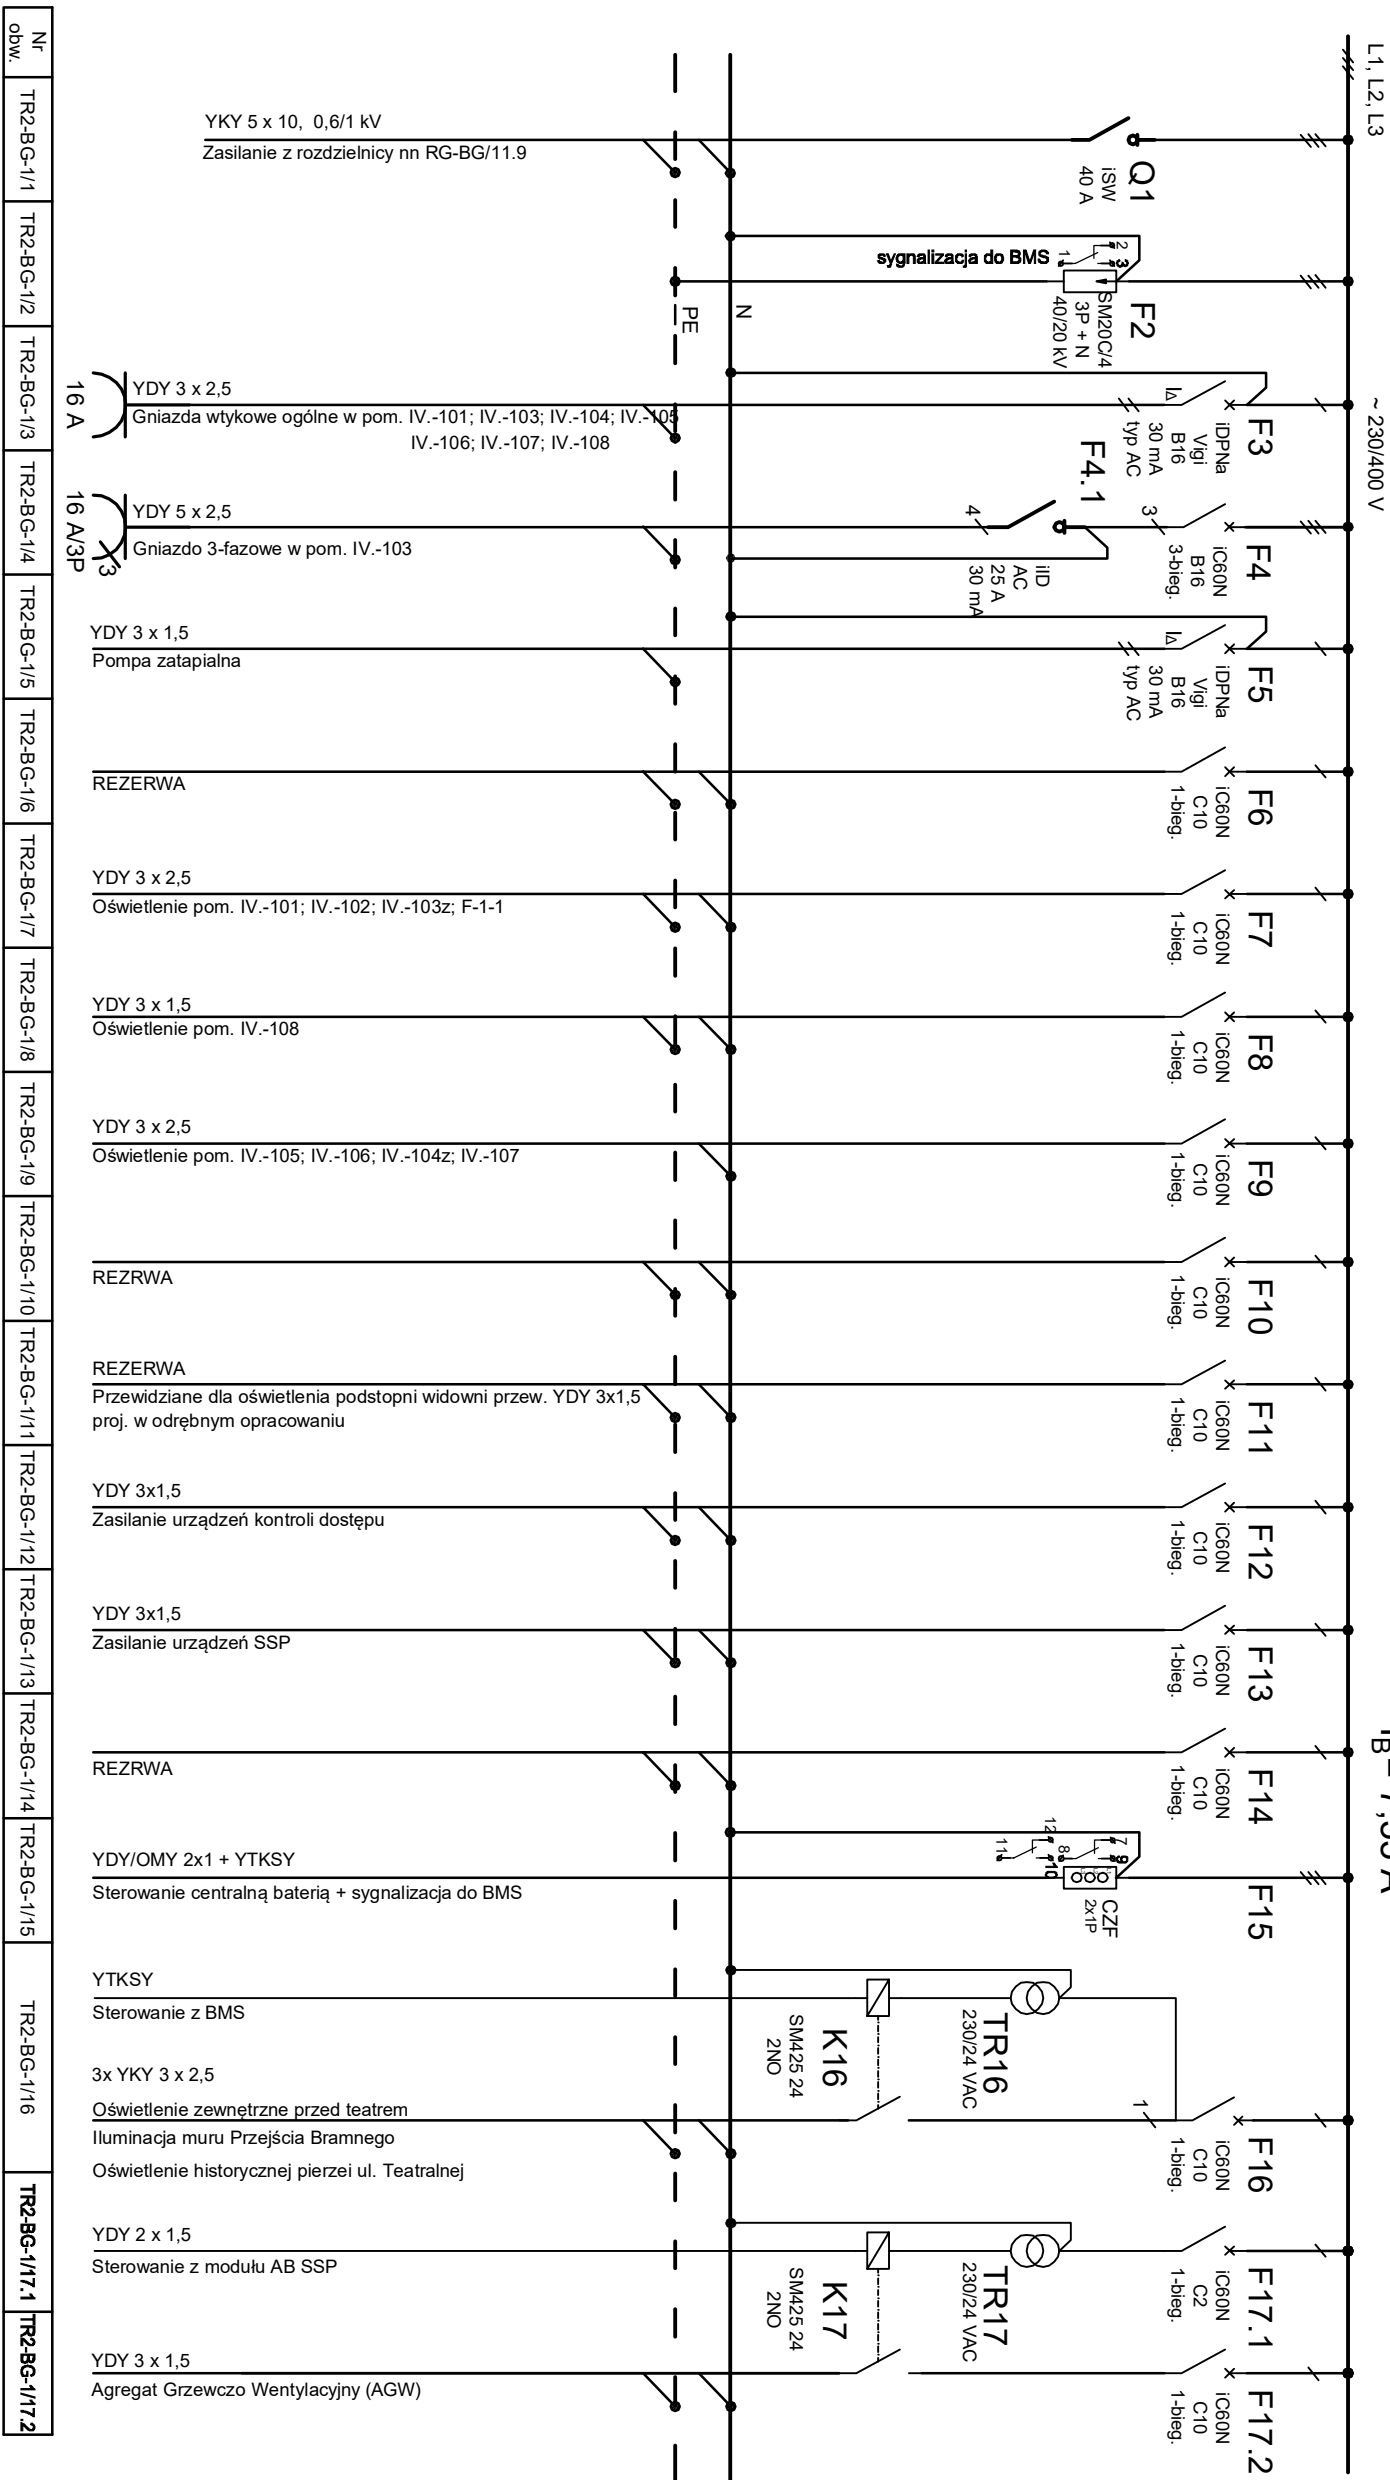 L1, L2, L3
~ 230/400 V
Nr
obw.
TR2-BG-1/1
YKY 5 x 10, 0,6/1 kV
Zasilanie z rozdzielnicy nn RG-BG/11.9
Q1
iSW
40 A
TR2-BG-1/2
sygnalizacja do BMS
1
2
3
F2
SM20C/4
3P + N
40/20 kV
PE
N
TR2-BG-1/3
16 A
YDY 3 x 2,5
Gniazda wtykowe ogólne w pom. IV.-101; IV.-103; IV.-104; IV.-105
IV.-106; IV.-107; IV.-108
F3
iDPNa
Vigi
B16
30 mA
typ AC
I∆
TR2-BG-1/4
16 A/3P
3
YDY 5 x 2,5
Gniazdo 3-fazowe w pom. IV.-103
F4.1
4
iID
AC
25 A
30 mA
3
F4
iC60N
B16
3-bieg.
TR2-BG-1/5
YDY 3 x 1,5
Pompa zatapialna
F5
iDPNa
Vigi
B16
30 mA
typ AC
I∆
TR2-BG-1/6
REZERWA
F6
iC60N
C10
1-bieg.
TR2-BG-1/7
YDY 3 x 2,5
Oświetlenie pom. IV.-101; IV.-102; IV.-103z; F-1-1
F7
iC60N
C10
1-bieg.
TR2-BG-1/8
YDY 3 x 1,5
Oświetlenie pom. IV.-108
F8
iC60N
C10
1-bieg.
TR2-BG-1/9
YDY 3 x 2,5
Oświetlenie pom. IV.-105; IV.-106; IV.-104z; IV.-107
F9
iC60N
C10
1-bieg.
TR2-BG-1/10
REZRWA
F10
iC60N
C10
1-bieg.
TR2-BG-1/11
REZERWA
Przewidziane dla oświetlenia podstopni widowni przew. YDY 3x1,5
proj. w odrębnym opracowaniu
F11
iC60N
C10
1-bieg.
TR2-BG-1/12
YDY 3x1,5
Zasilanie urządzeń kontroli dostępu
F12
iC60N
C10
1-bieg.
TR2-BG-1/13
YDY 3x1,5
Zasilanie urządzeń SSP
F13
iC60N
C10
1-bieg.
TR2-BG-1/14
REZRWA
F14
iC60N
C10
1-bieg.
TR2-BG-1/15
YDY/OMY 2x1 + YTKSY
Sterowanie centralną baterią + sygnalizacja do BMS
11
12
10
8
7
9
CZF
2x1P
F15
TR2-BG-1/16
YTKSY
Sterowanie z BMS
3x YKY 3 x 2,5
Oświetlenie zewnętrzne przed teatrem
Iluminacja muru Przejścia Bramnego
Oświetlenie historycznej pierzei ul. Teatralnej
K16
SM425 24
2NO
TR16
230/24 VAC
1
F16
iC60N
C10
1-bieg.
TR2-BG-1/17.1
YDY 2 x 1,5
Sterowanie z modułu AB SSP
K17
SM425 24
2NO
TR17
230/24 VAC
F17.1
iC60N
C2
1-bieg.
TR2-BG-1/17.2
YDY 3 x 1,5
Agregat Grzewczo Wentylacyjny (AGW)
F17.2
iC60N
C10
1-bieg.